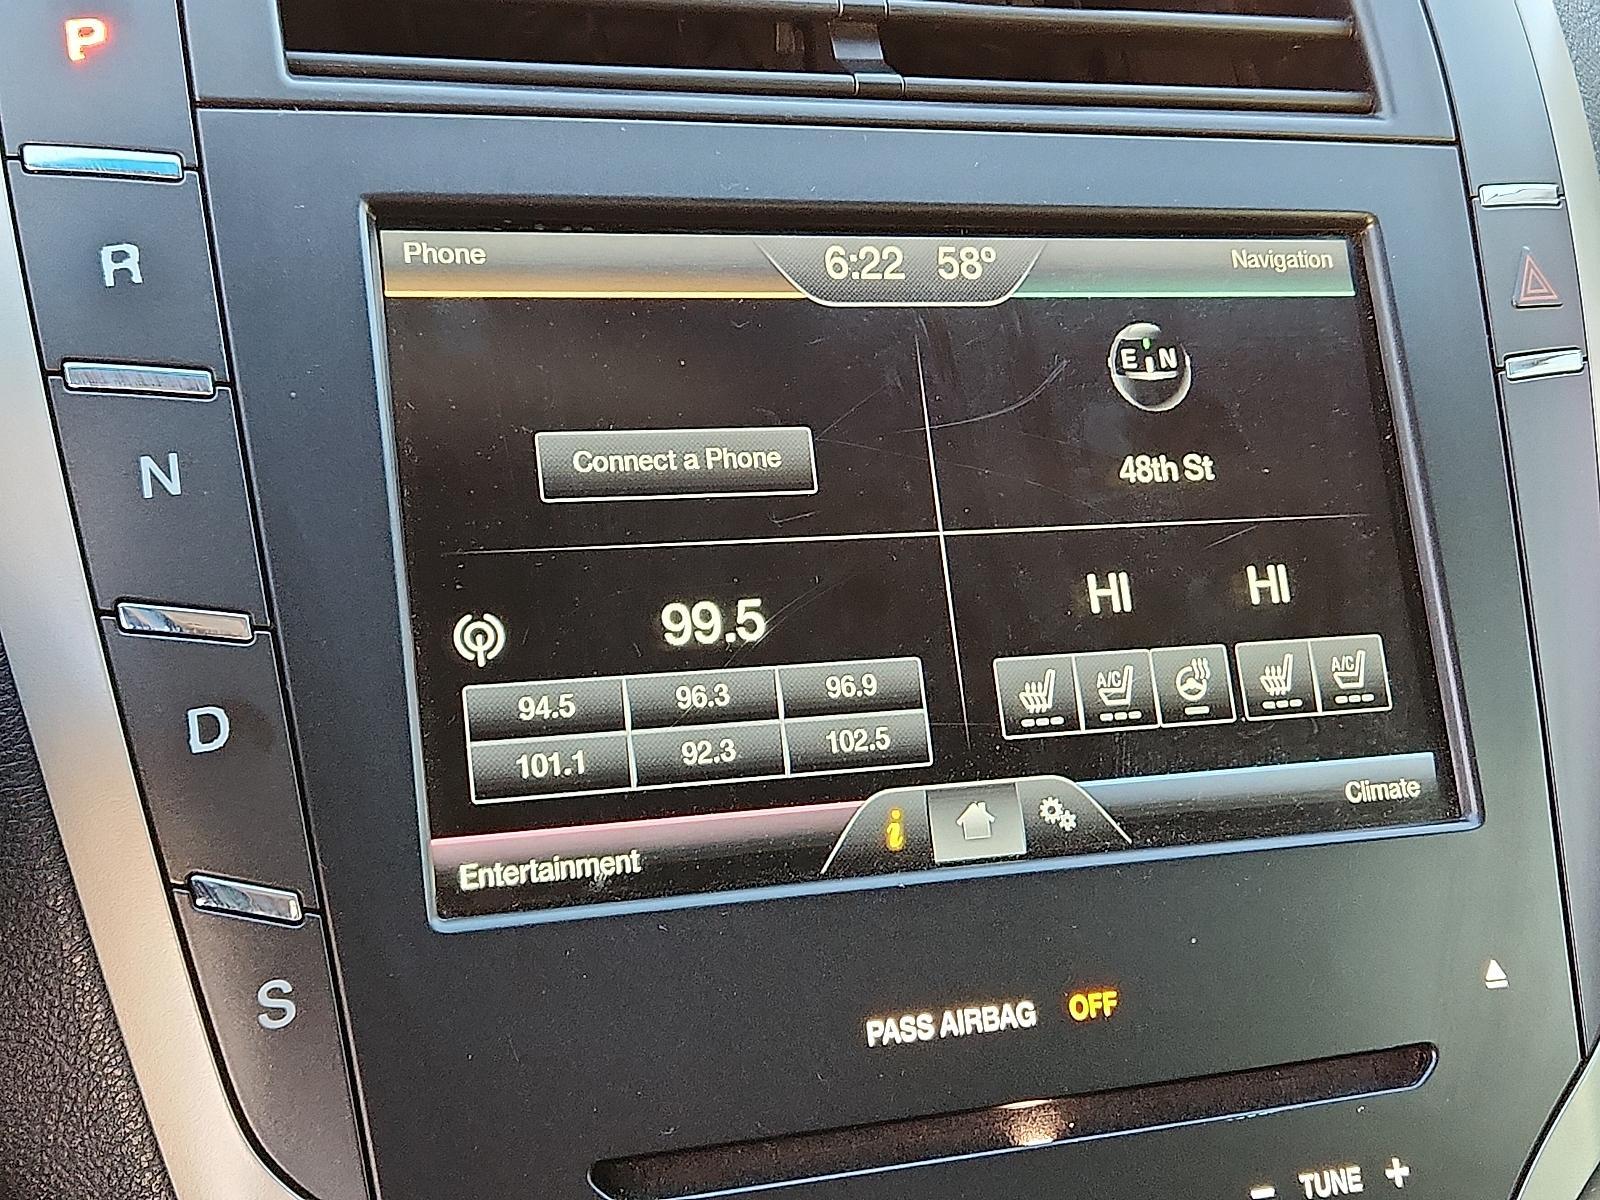 P
R
N
D
S
Phone
6:22 58º
Navigation
E N
Connect a Phone
48th St
99.5
94.5 96.3 96.9
101.1 92.3 102.5
HI HI
A/C A/C
Entertainment
i
Climate
PASS AIRBAG OFF
- TUNE +